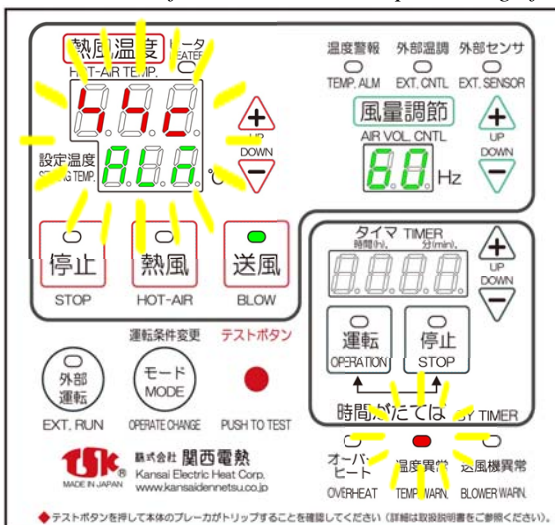 熱風温度
HOT-AIR TEMP.
温度警報 外部温調 外部センサ
TEMP. ALM EXT. CNTL EXT. SENSOR
風量調節
AIR VOL. CNTL
UP
DOWN
設定温度
ALM
℃
60 Hz
UP
DOWN
停止 熱風 送風
STOP HOT-AIR BLOW
タイマ TIMER
時間(h). 分(min).
8.8.8.8.
UP
DOWN
運転 停止
OPERATION STOP
運転条件変更 テストボタン
外部運転
モード
MODE
EXT. RUN OPERATE CHANGE PUSH TO TEST
時間がたてば BY TIMER
オーバーヒート 温度異常 送風機異常
OVERHEAT TEMP. WARN. BLOWER WARN.
TSK®
MADE IN JAPAN
株式会社 関西電熱
Kansai Electric Heat Corp.
www.kansaidennetsu.co.jp
◆テストボタンを押して本体のブレーカがトリップすることを確認してください（詳細は取扱説明書をご参照ください）。